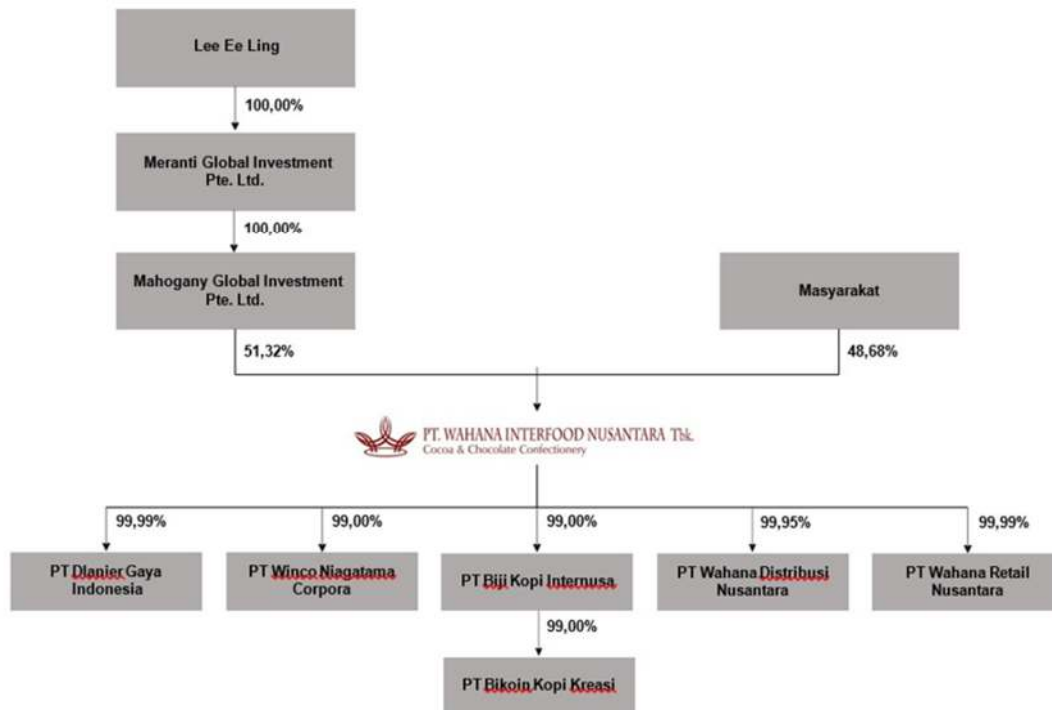 Lee Ee Ling
100,00%
Meranti Global Investment
Pte. Ltd.
100,00%
Mahogany Global Investment
Pte. Ltd.
Masyarakat
51,32%
48,68%
PT. WAHANA INTERFOOD NUSANTARA Tbk.
Cocoa & Chocolate Confectionery
99,99%
99,00%
99,00%
99,95%
99,99%
PT Dlanier Gaya
Indonesia
PT Winco Niagatama
Corpora
PT Biji Kopi Internusa
PT Wahana Distribusi
Nusantara
PT Wahana Retail
Nusantara
99,00%
PT Bikoin Kopi Kreasi